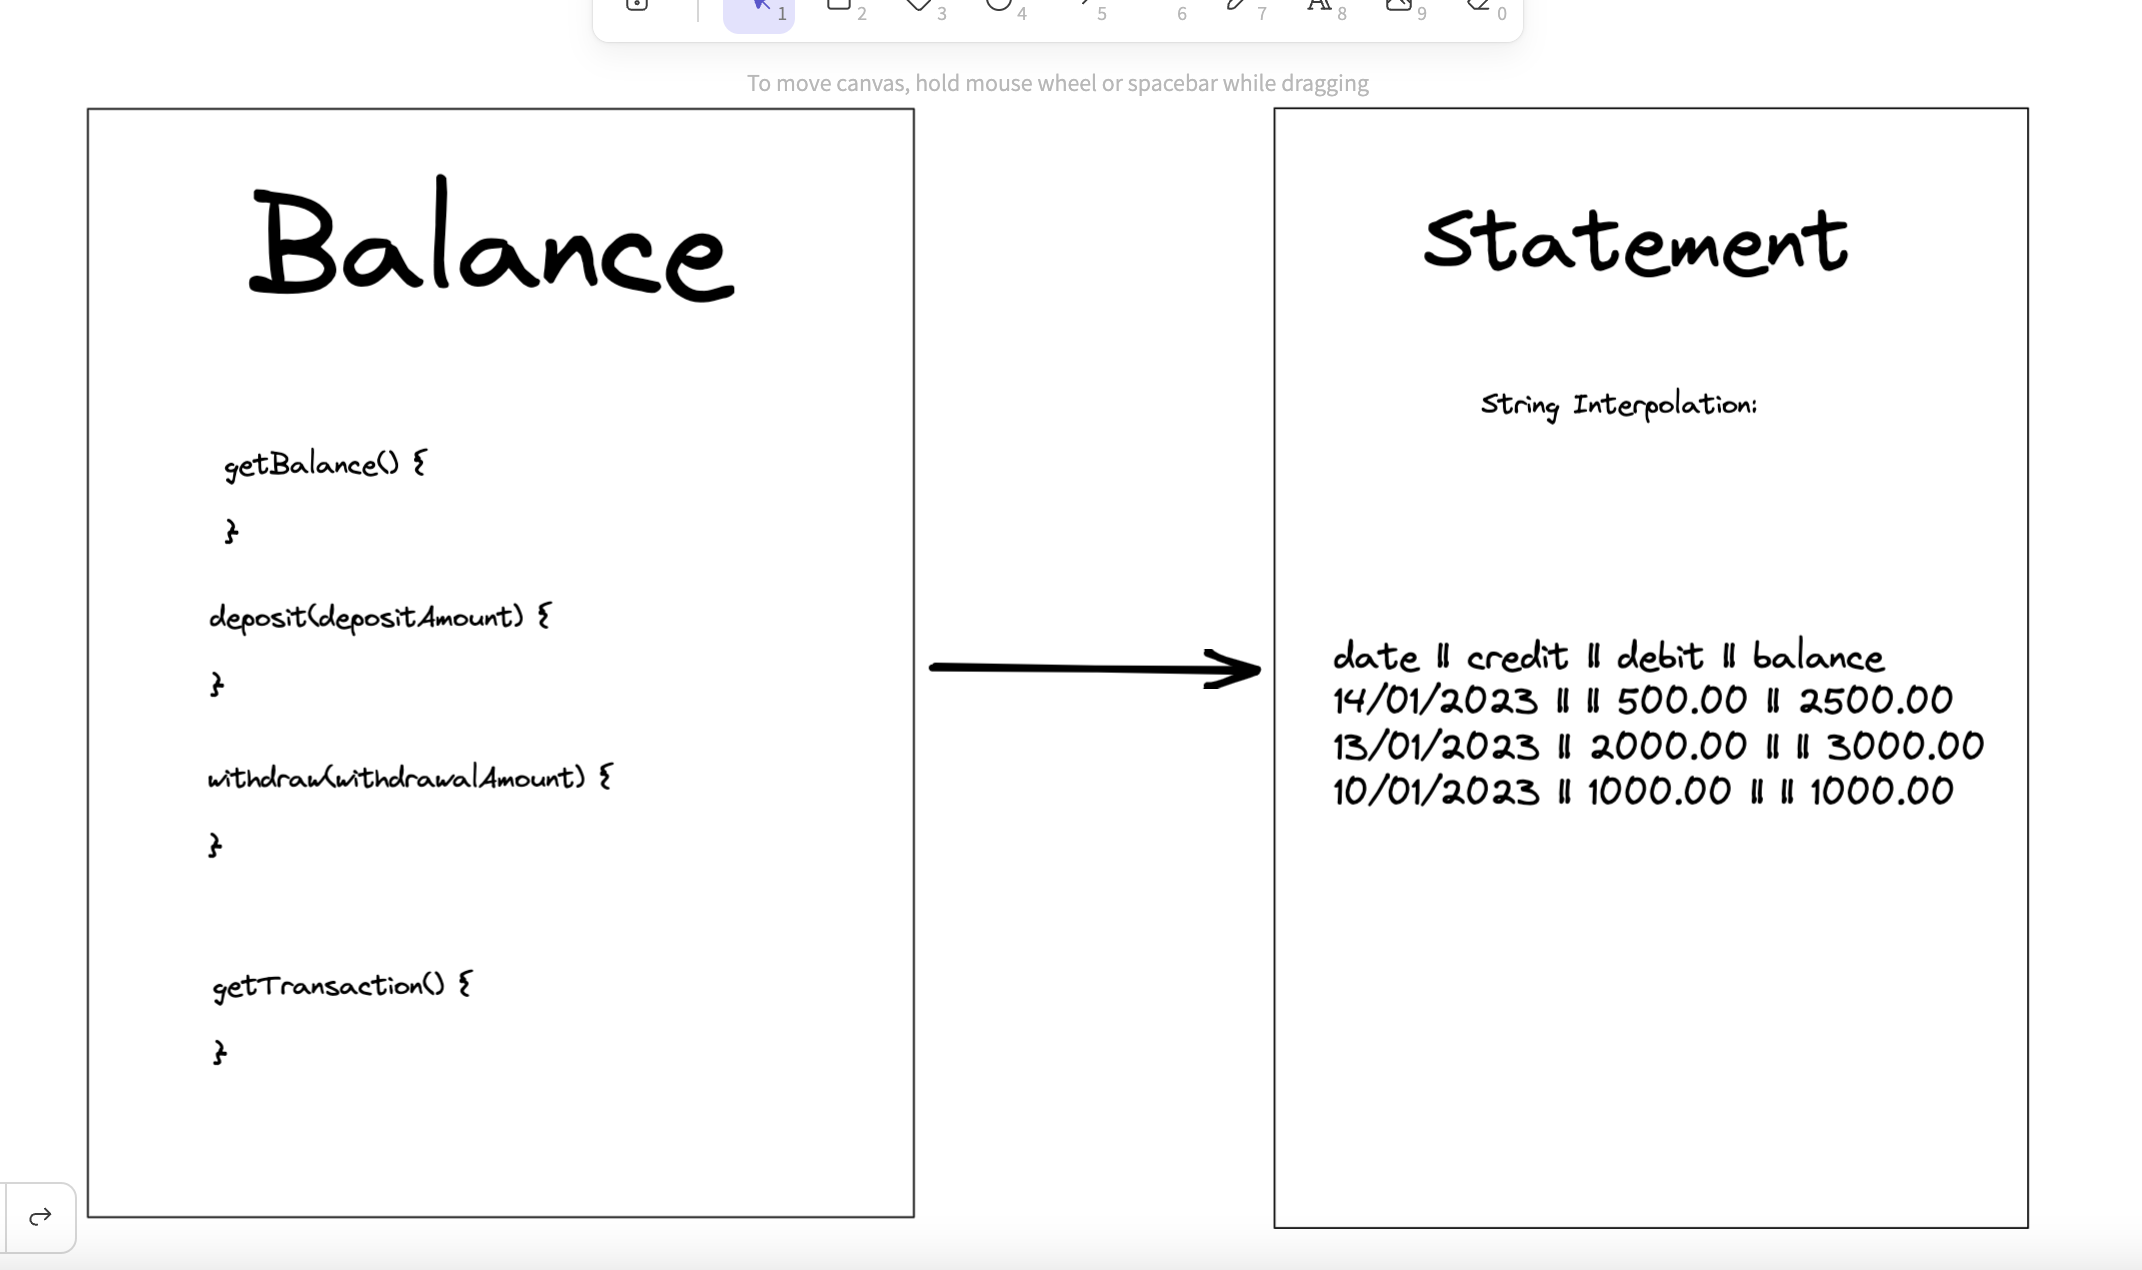 1 2 3 4 5 6 7 8 9 0
To move canvas, hold mouse wheel or spacebar while dragging
Balance
getBalance() {
}
deposit(depositAmount) {
}
withdraw(withdrawalAmount) {
}
getTransaction() {
}
Statement
String Interpolation:
date || credit || debit || balance
14/01/2023 || || 500.00 || 2500.00
13/01/2023 || 2000.00 || || 3000.00
10/01/2023 || 1000.00 || || 1000.00